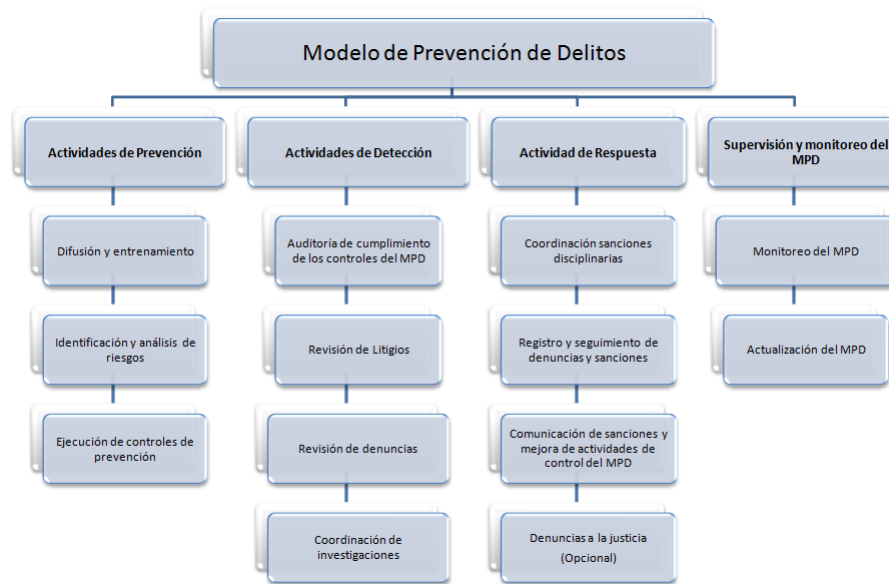 Modelo de Prevención de Delitos
Actividades de Prevención
Difusión y entrenamiento
Identificación y análisis de
riesgos
Ejecución de controles de
prevención
Actividades de Detección
Auditoría de cumplimiento
de los controles del MPD
Revisión de Litigios
Revisión de denuncias
Coordinación de
investigaciones
Actividad de Respuesta
Coordinación sanciones
disciplinarias
Registro y seguimiento de
denuncias y sanciones
Comunicación de sanciones y
mejora de actividades de
control del MPD
Denuncias a la justicia
(Opcional)
Supervisión y monitoreo del
MPD
Monitoreo del MPD
Actualización del MPD